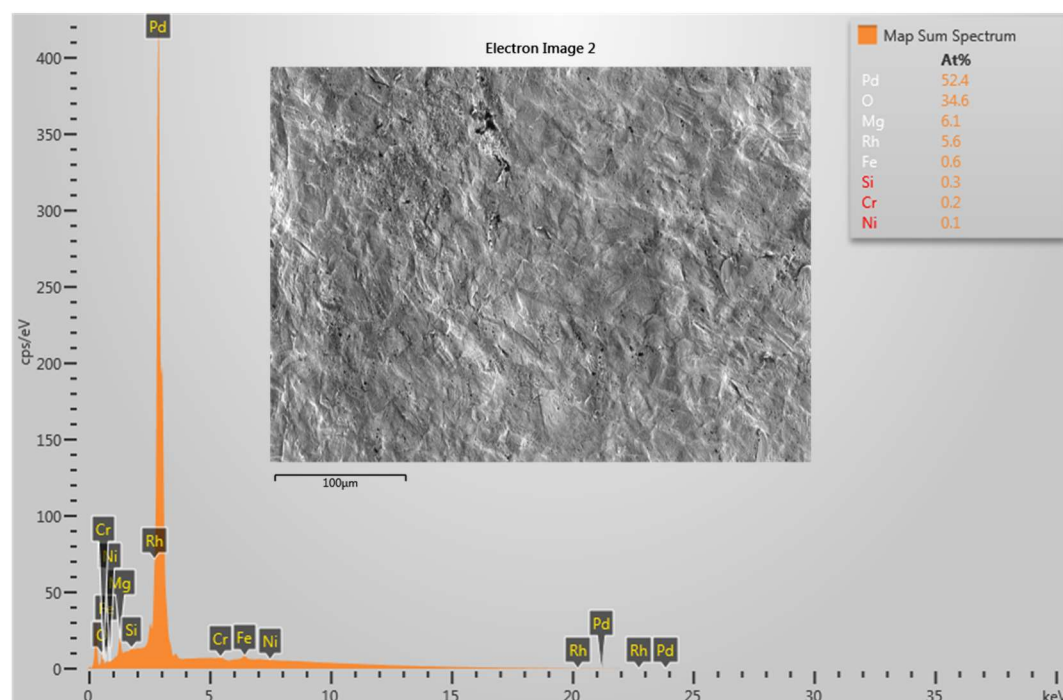 Pd
400
350
300
250
200
150
100
50
0
cps/eV
Electron Image 2
100µm
Map Sum Spectrum
At%
Pd 52.4
O 34.6
Mg 6.1
Rh 5.6
Fe 0.6
Si 0.3
Cr 0.2
Ni 0.1
Cr
Ni
Mg
Si
Rh
Cr
Fe
Ni
Rh
Pd
Rh
Pd
0 5 10 15 20 25 30 35 keV